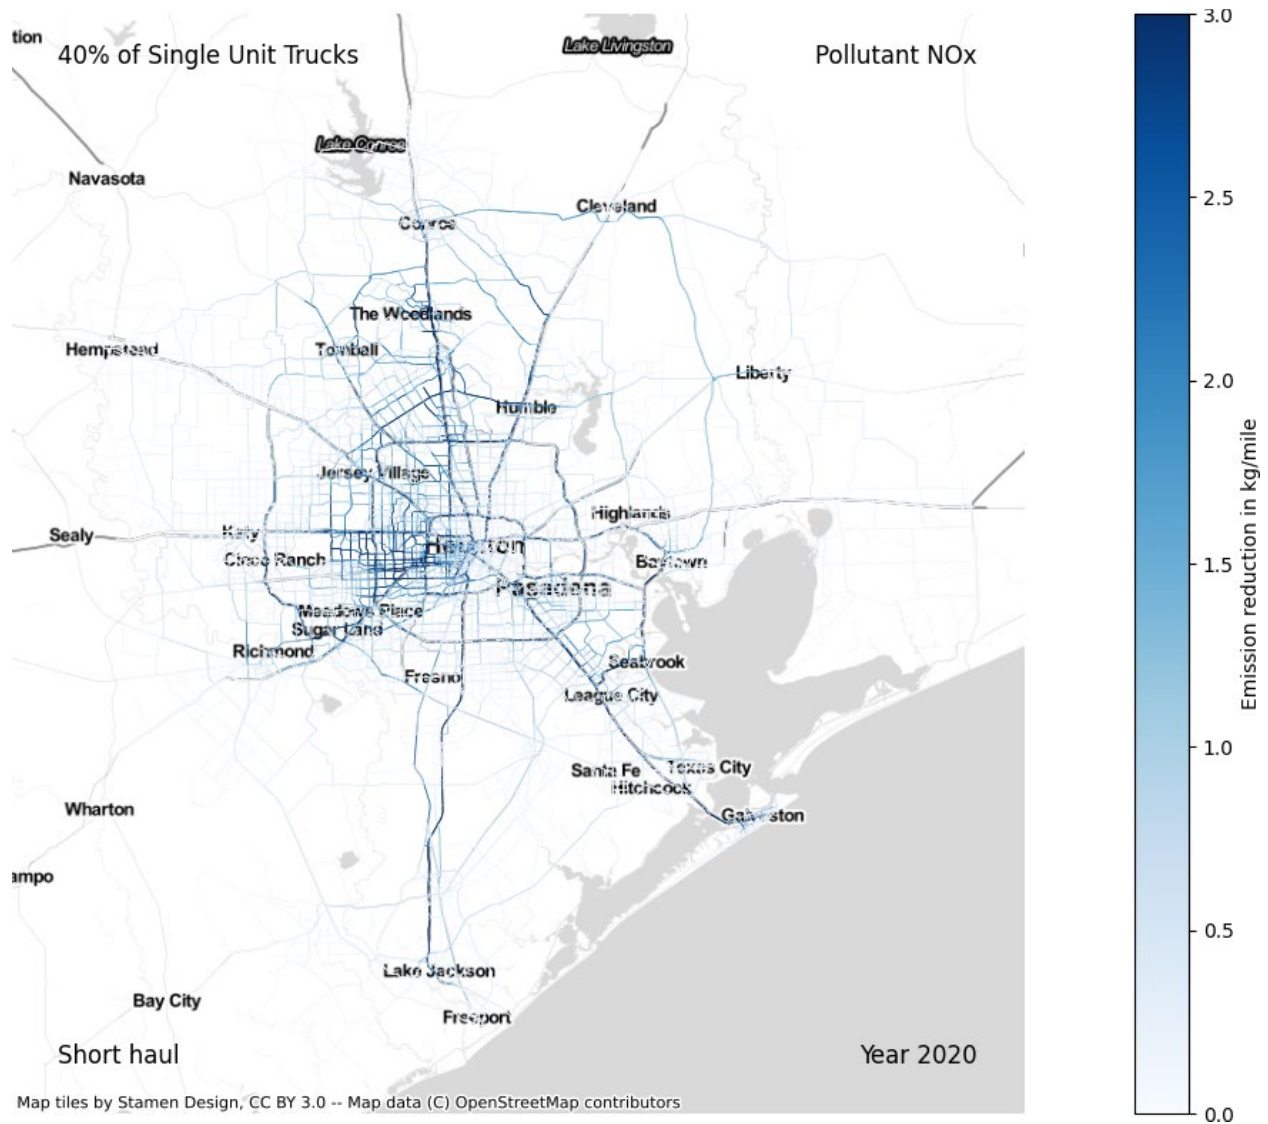 tion
40% of Single Unit Trucks
Pollutant NOx
Lake Livingston
Lake Conroe
Navasota
Cleveland
Conroe
The Woodlands
Hempstead
Tomball
Liberty
Humble
Jersey Village
Highlands
Sealy
Katy
Houston
Cinco Ranch
Baytown
Pasadena
Meadows Place
Sugar Land
Richmond
Seabrook
Fresno
League City
Santa Fe
Texas City
Hitchcock
Wharton
Galveston
ampo
Lake Jackson
Bay City
Freeport
Short haul
Year 2020
Map tiles by Stamen Design, CC BY 3.0 -- Map data (C) OpenStreetMap contributors
3.0
2.5
2.0
1.5
1.0
0.5
0.0
Emission reduction in kg/mile